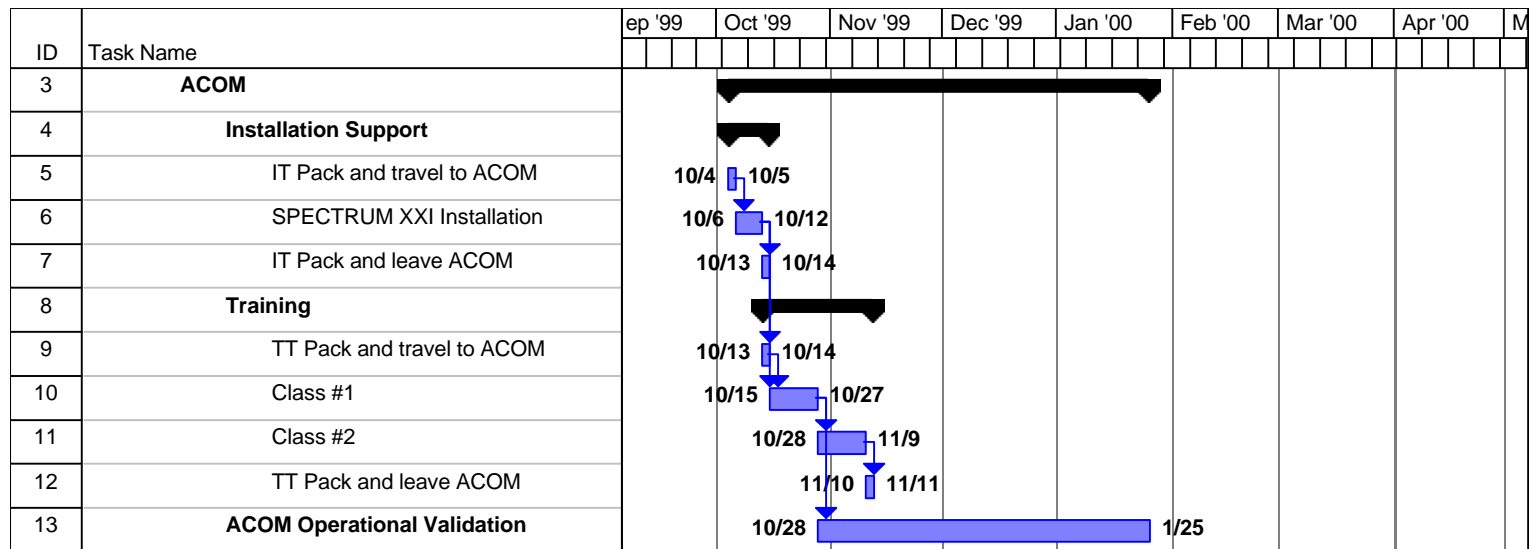 ep '99 Oct '99 Nov '99 Dec '99 Jan '00 Feb '00 Mar '00 Apr '00 M
ID Task Name
3 ACOM
4 Installation Support
5 IT Pack and travel to ACOM 10/4 10/5
6 SPECTRUM XXI Installation 10/6 10/12
7 IT Pack and leave ACOM 10/13 10/14
8 Training
9 TT Pack and travel to ACOM 10/13 10/14
10 Class #1 10/15 10/27
11 Class #2 10/28 11/9
12 TT Pack and leave ACOM 11/10 11/11
13 ACOM Operational Validation 10/28 1/25